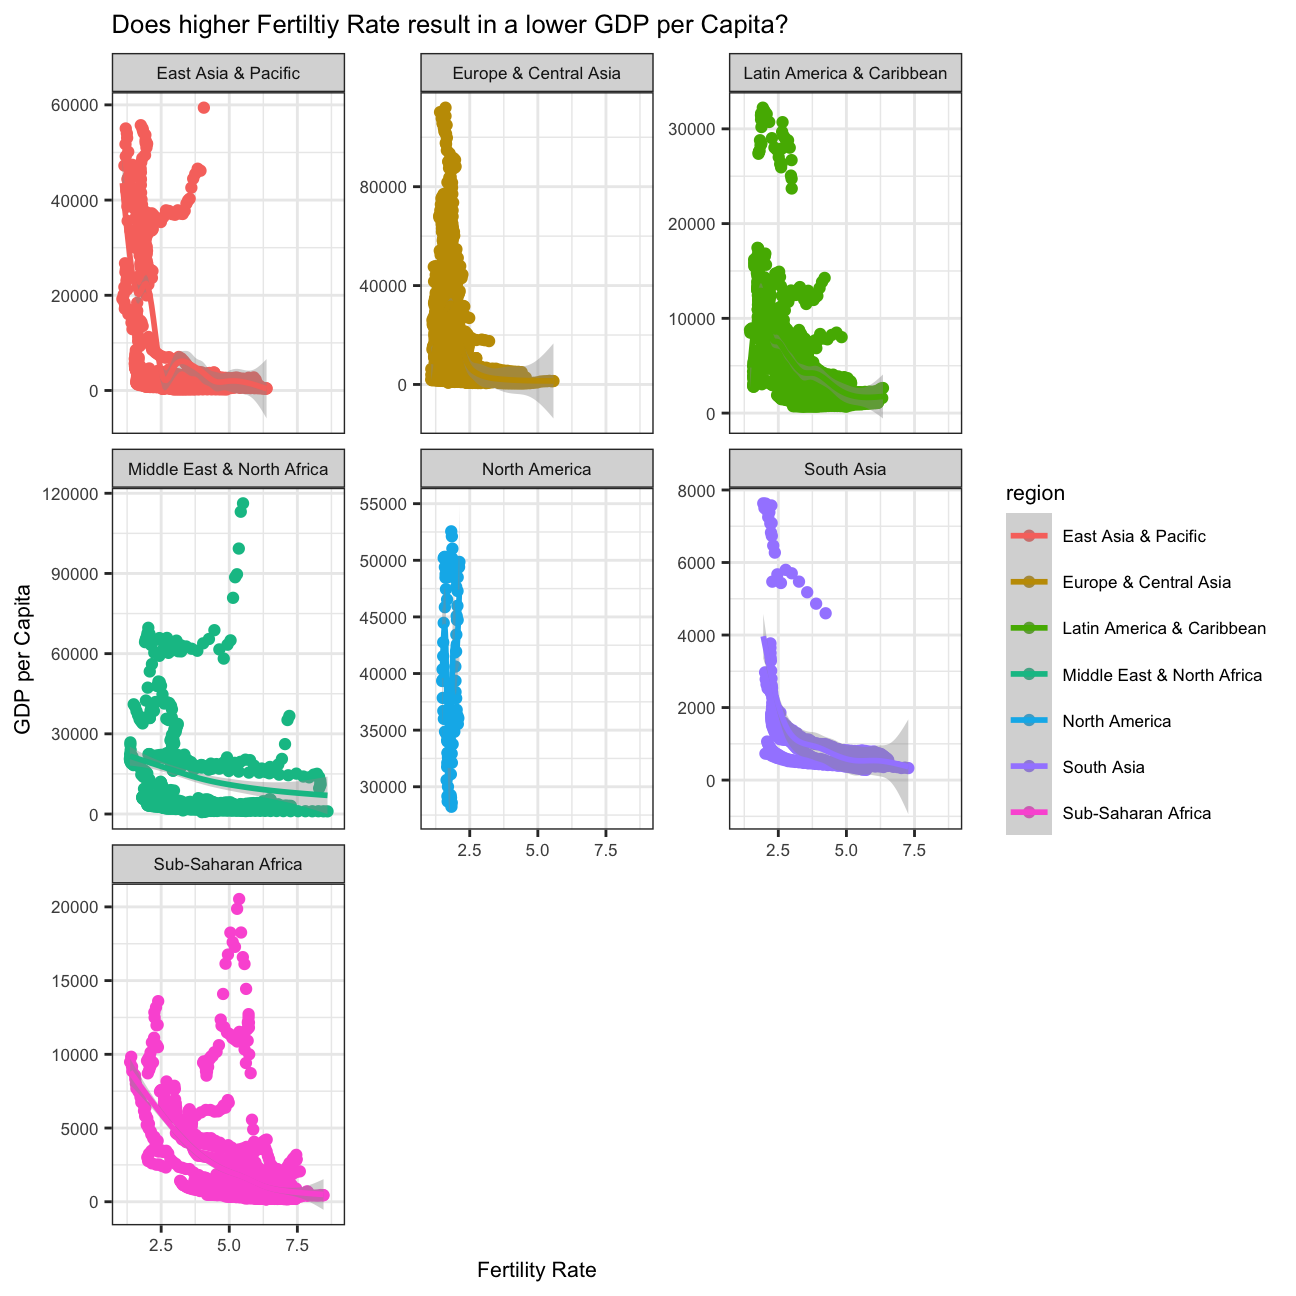 Does higher Fertiltiy Rate result in a lower GDP per Capita?
East Asia & Pacific
Europe & Central Asia
Latin America & Caribbean
60000
40000
20000
0
80000
40000
0
30000
20000
10000
0
Middle East & North Africa
North America
South Asia
120000
90000
60000
30000
0
55000
50000
45000
40000
35000
30000
8000
6000
4000
2000
0
2.5
5.0
7.5
2.5
5.0
7.5
Sub-Saharan Africa
20000
15000
10000
5000
0
2.5
5.0
7.5
Fertility Rate
GDP per Capita
region
East Asia & Pacific
Europe & Central Asia
Latin America & Caribbean
Middle East & North Africa
North America
South Asia
Sub-Saharan Africa